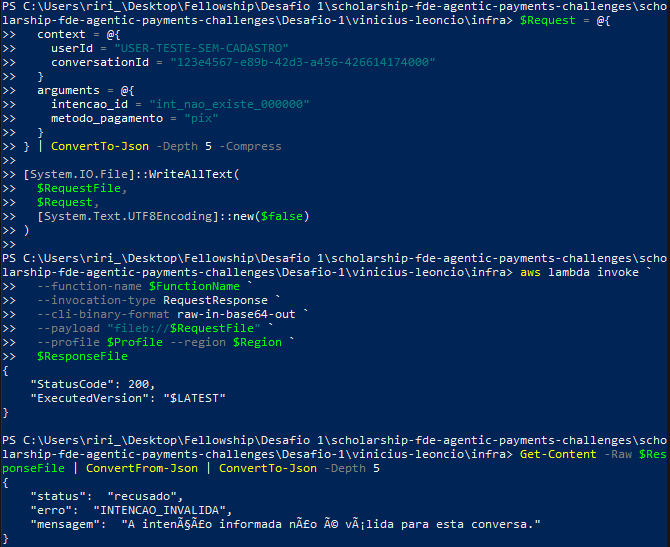 PS C:\Users\riri_\Desktop\Fellowship\Desafio 1\scholarship-fde-agentic-payments-challenges\scho
larship-fde-agentic-payments-challenges\Desafio-1\vinicius-leoncio\infra> $Request = @{
>>   context = @{
>>     userId = "USER-TESTE-SEM-CADASTRO"
>>     conversationId = "123e4567-e89b-42d3-a456-426614174000"
>>   }
>>   arguments = @{
>>     intencao_id = "int_nao_existe_000000"
>>     metodo_pagamento = "pix"
>>   }
>> } | ConvertTo-Json -Depth 5 -Compress
>>
>> [System.IO.File]::WriteAllText(
>>   $RequestFile,
>>   $Request,
>>   [System.Text.UTF8Encoding]::new($false)
>> )
>>
PS C:\Users\riri_\Desktop\Fellowship\Desafio 1\scholarship-fde-agentic-payments-challenges\scho
larship-fde-agentic-payments-challenges\Desafio-1\vinicius-leoncio\infra> aws lambda invoke `
>>   --function-name $FunctionName `
>>   --invocation-type RequestResponse `
>>   --cli-binary-format raw-in-base64-out `
>>   --payload "fileb://$RequestFile" `
>>   --profile $Profile --region $Region `
>>   $ResponseFile
{
    "StatusCode": 200,
    "ExecutedVersion": "$LATEST"
}

PS C:\Users\riri_\Desktop\Fellowship\Desafio 1\scholarship-fde-agentic-payments-challenges\scho
larship-fde-agentic-payments-challenges\Desafio-1\vinicius-leoncio\infra> Get-Content -Raw $Res
ponseFile | ConvertFrom-Json | ConvertTo-Json -Depth 5
{
    "status":  "recusado",
    "erro":  "INTENCAO_INVALIDA",
    "mensagem":  "A intenÃ§Ã£o informada nÃ£o Ã© vÃ¡lida para esta conversa."
}